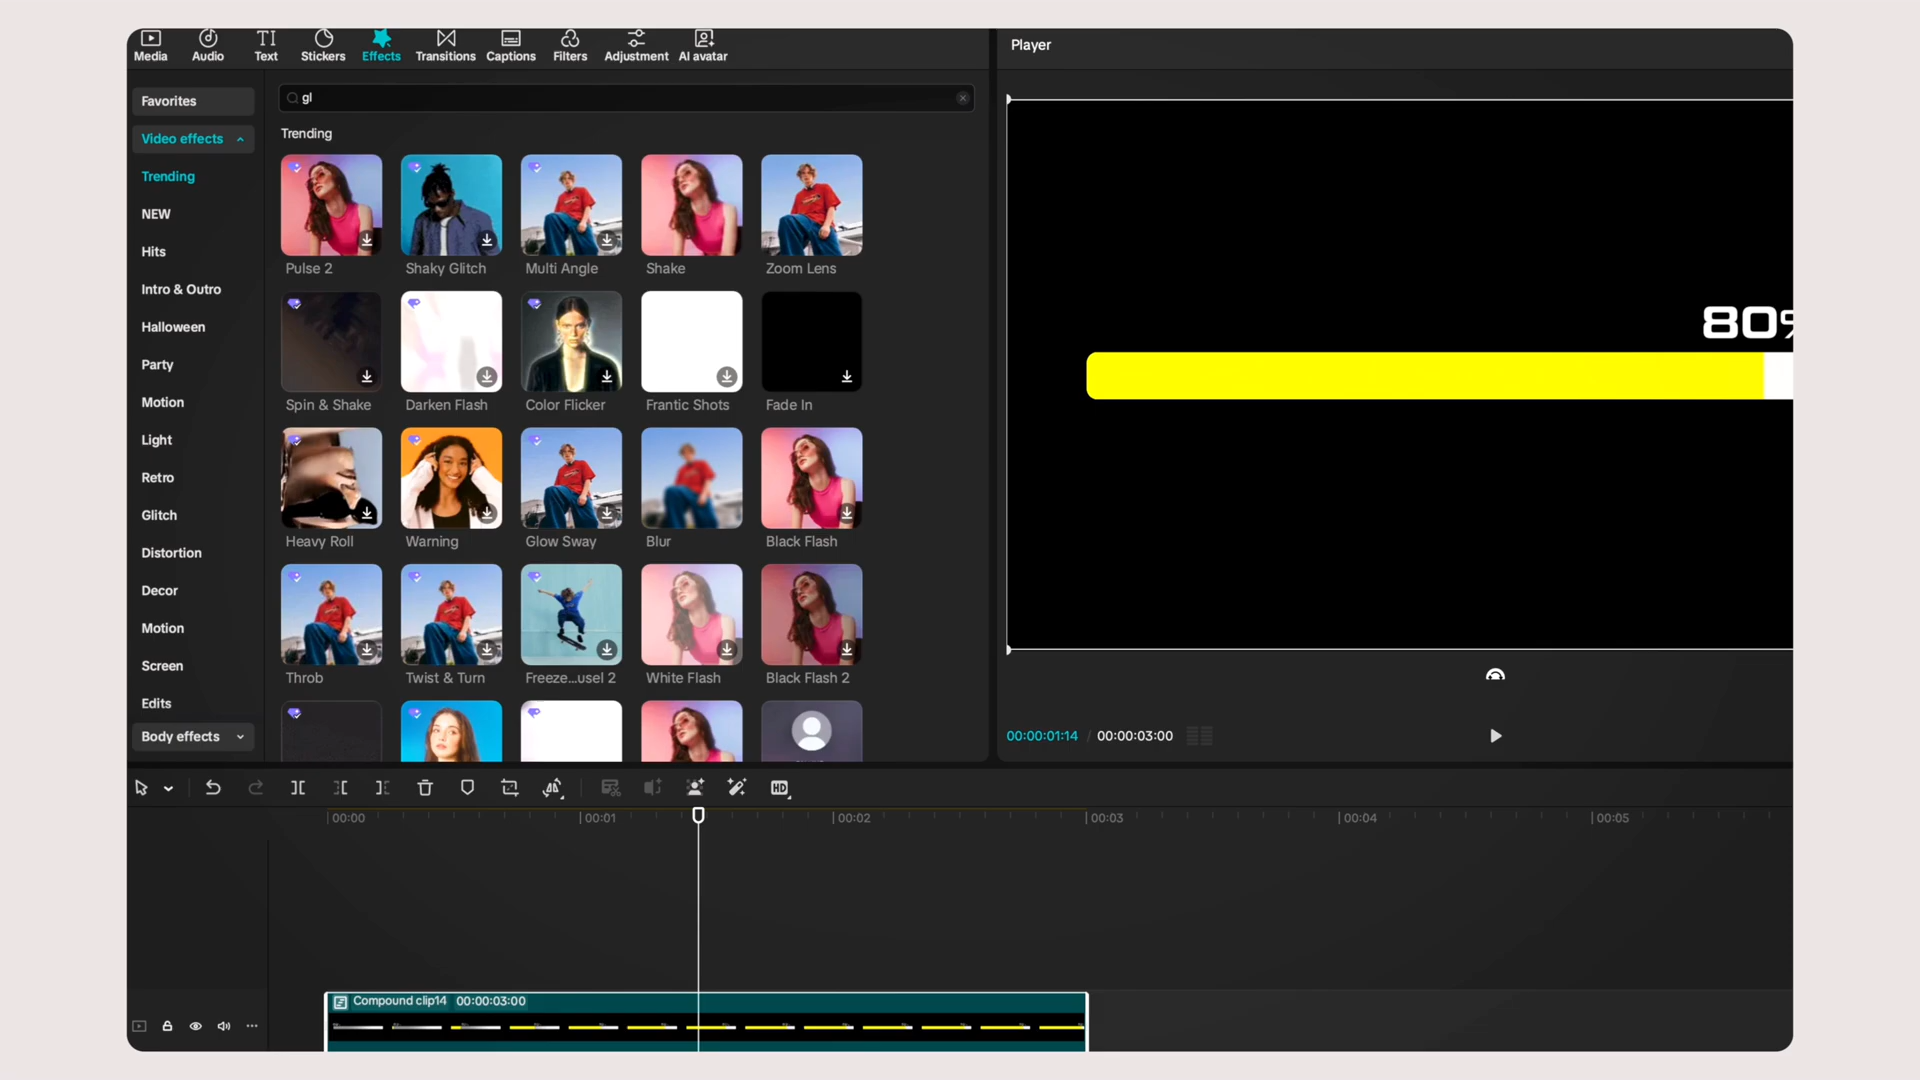 Media Audio Text Stickers Effects Transitions Captions Filters Adjustment AI avatar
Player
Favorites
gl
Video effects
Trending
NEW
Hits
Intro & Outro
Halloween
Party
Motion
Light
Retro
Glitch
Distortion
Decor
Motion
Screen
Edits
Body effects
Trending
Pulse 2 Shaky Glitch Multi Angle Shake Zoom Lens
Spin & Shake Darken Flash Color Flicker Frantic Shots Fade In
Heavy Roll Warning Glow Sway Blur Black Flash
Throb Twist & Turn Freeze...usel 2 White Flash Black Flash 2
80%
00:00:01:14 / 00:00:03:00
HD
00:00 00:01 00:02 00:03 00:04 00:05
Compound clip14 00:00:03:00